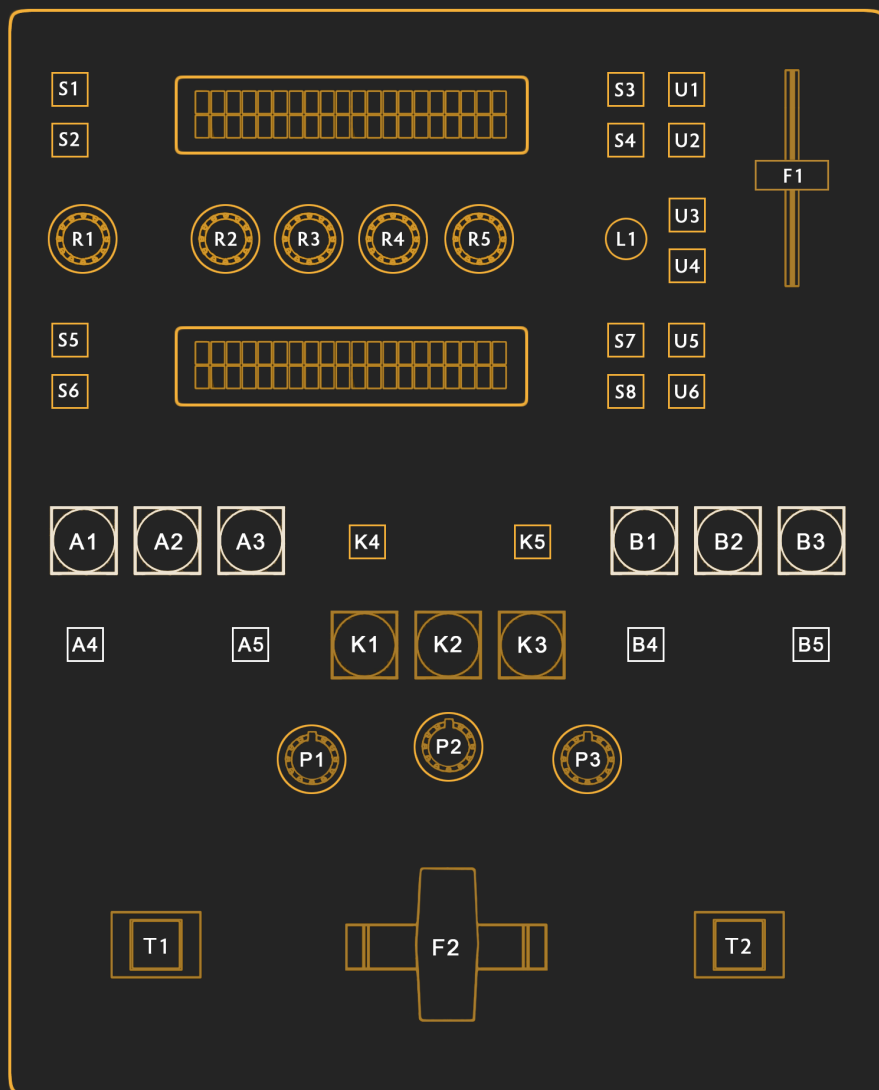 S1 S3 U1
S2 S4 U2
F1
U3
R1 R2 R3 R4 R5 L1
U4
S5 S7 U5
S6 S8 U6
A1 A2 A3 K4 K5 B1 B2 B3
A4 A5 K1 K2 K3 B4 B5
P1 P2 P3
T1 F2 T2